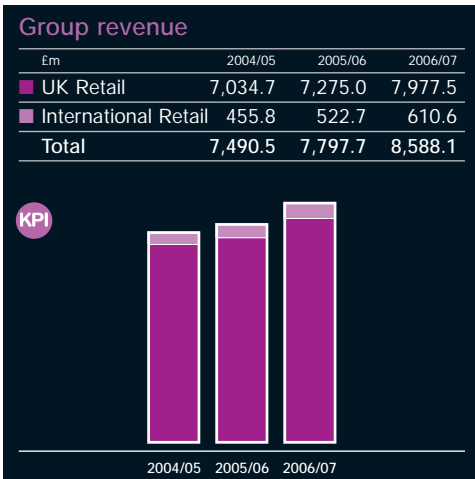 Group revenue
£m 2004/05 2005/06 2006/07
UK Retail 7,034.7 7,275.0 7,977.5
International Retail 455.8 522.7 610.6
Total 7,490.5 7,797.7 8,588.1
KPI
2004/05 2005/06 2006/07